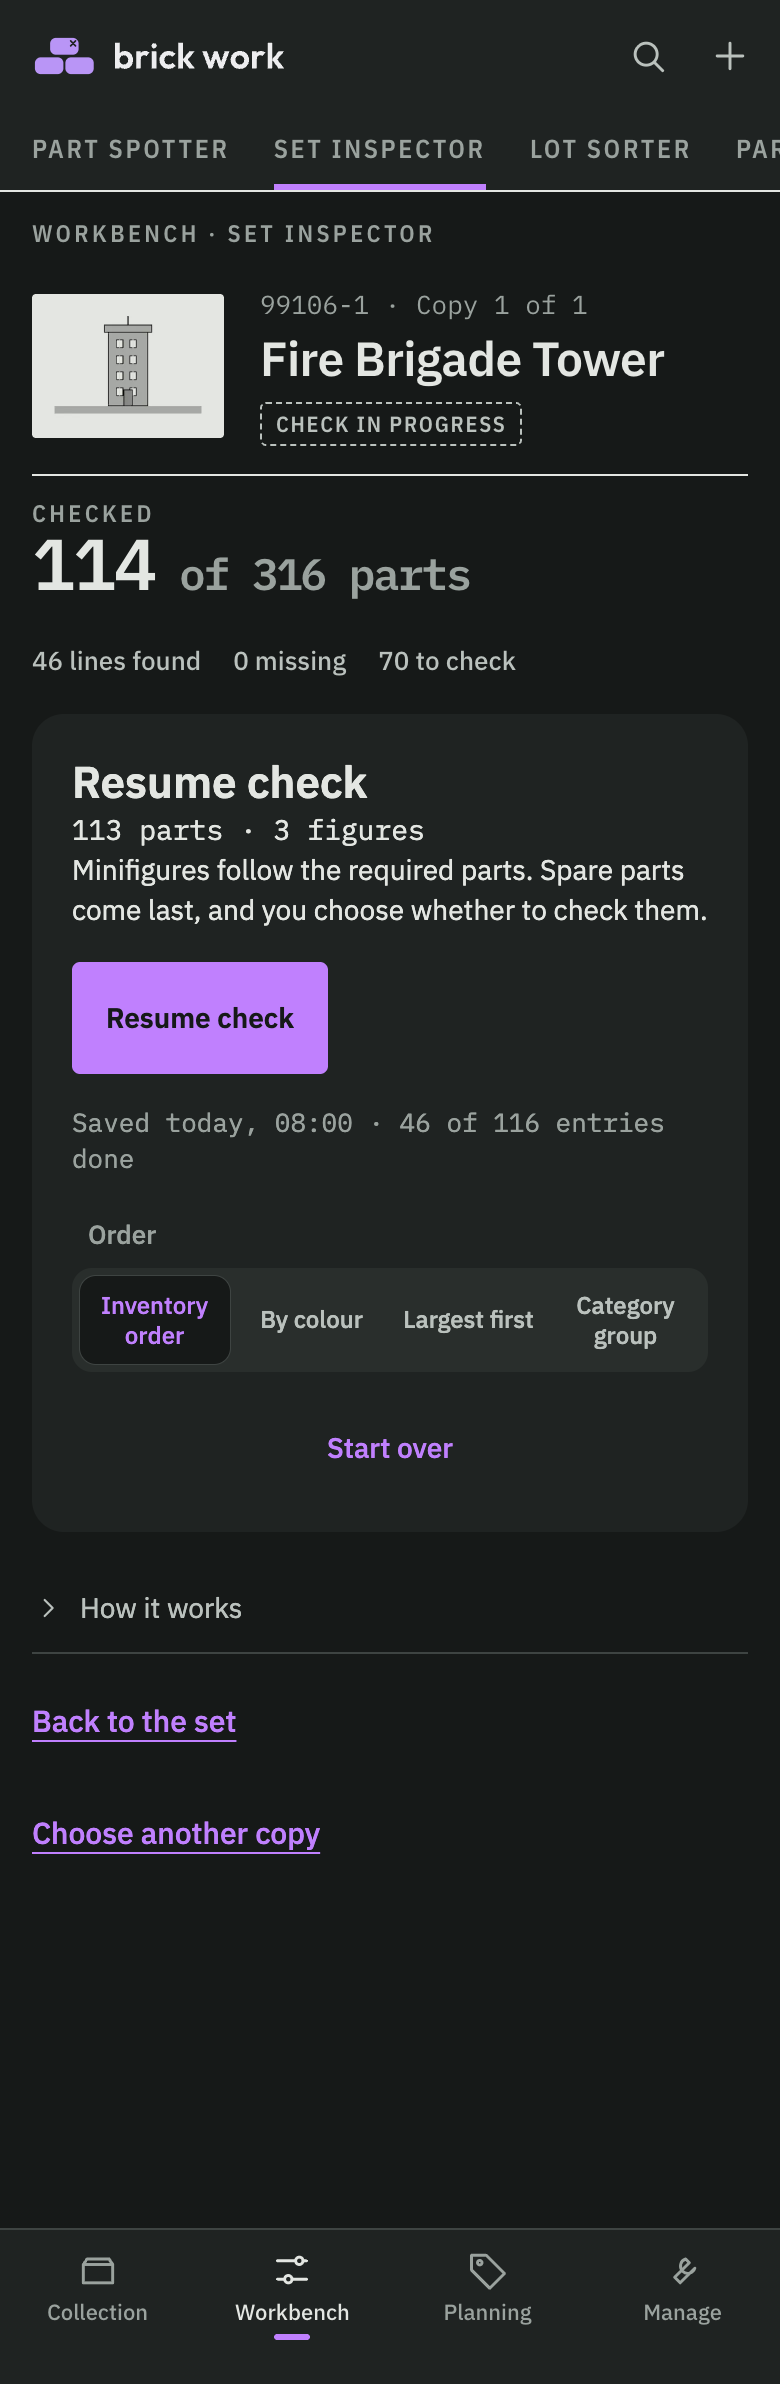 brick work
PART SPOTTER SET INSPECTOR LOT SORTER PAR
WORKBENCH · SET INSPECTOR
99106-1 · Copy 1 of 1
Fire Brigade Tower
CHECK IN PROGRESS
CHECKED
114 of 316 parts
46 lines found 0 missing 70 to check
Resume check
113 parts · 3 figures
Minifigures follow the required parts. Spare parts
come last, and you choose whether to check them.
Resume check
Saved today, 08:00 · 46 of 116 entries
done
Order
Inventory
order
By colour
Largest first
Category
group
Start over
How it works
Back to the set
Choose another copy
Collection Workbench Planning Manage